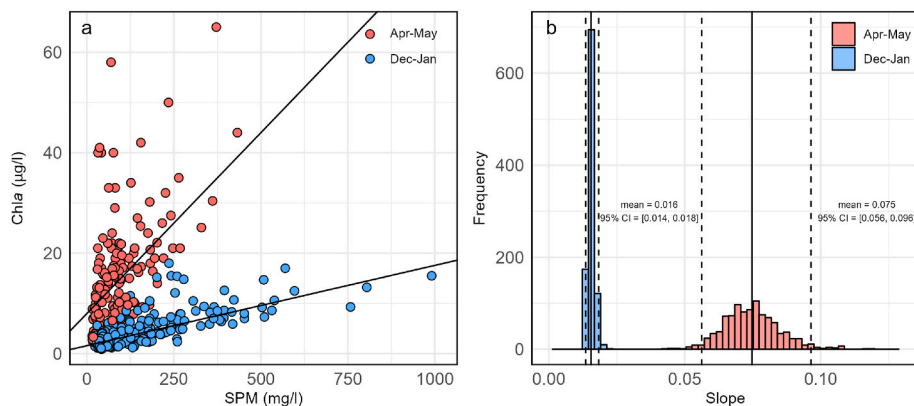 a
Apr-May
Dec-Jan
60
40
20
0
Chla (µg/l)
0
250
500
750
1000
SPM (mg/l)
b
Apr-May
Dec-Jan
600
400
200
0
Frequency
mean = 0.016
95% CI = [0.014, 0.018]
mean = 0.075
95% CI = [0.056, 0.096]
0.00
0.05
0.10
Slope